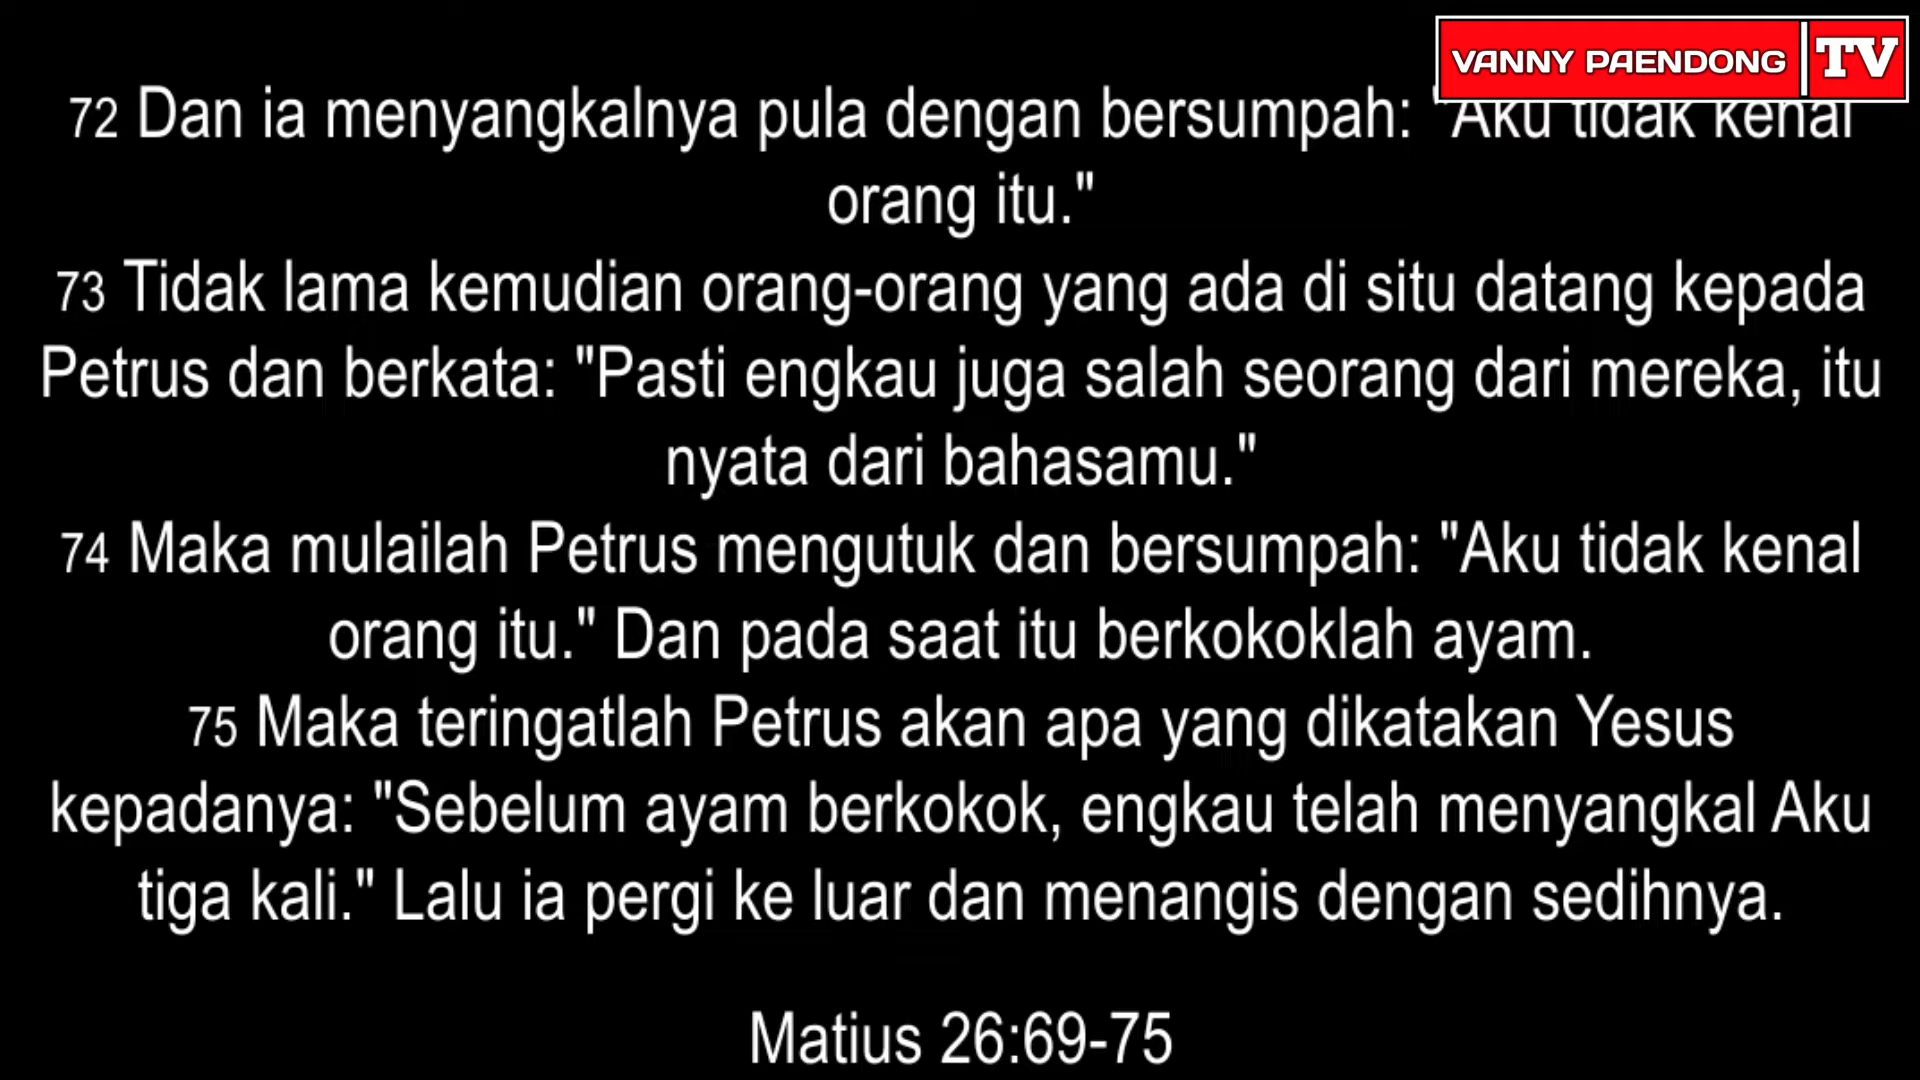 VANNY PAENDONG TV
72 Dan ia menyangkalnya pula dengan bersumpah: "Aku tidak kenal
orang itu."
73 Tidak lama kemudian orang-orang yang ada di situ datang kepada
Petrus dan berkata: "Pasti engkau juga salah seorang dari mereka, itu
nyata dari bahasamu."
74 Maka mulailah Petrus mengutuk dan bersumpah: "Aku tidak kenal
orang itu." Dan pada saat itu berkokoklah ayam.
75 Maka teringatlah Petrus akan apa yang dikatakan Yesus
kepadanya: "Sebelum ayam berkokok, engkau telah menyangkal Aku
tiga kali." Lalu ia pergi ke luar dan menangis dengan sedihnya.
Matius 26:69-75